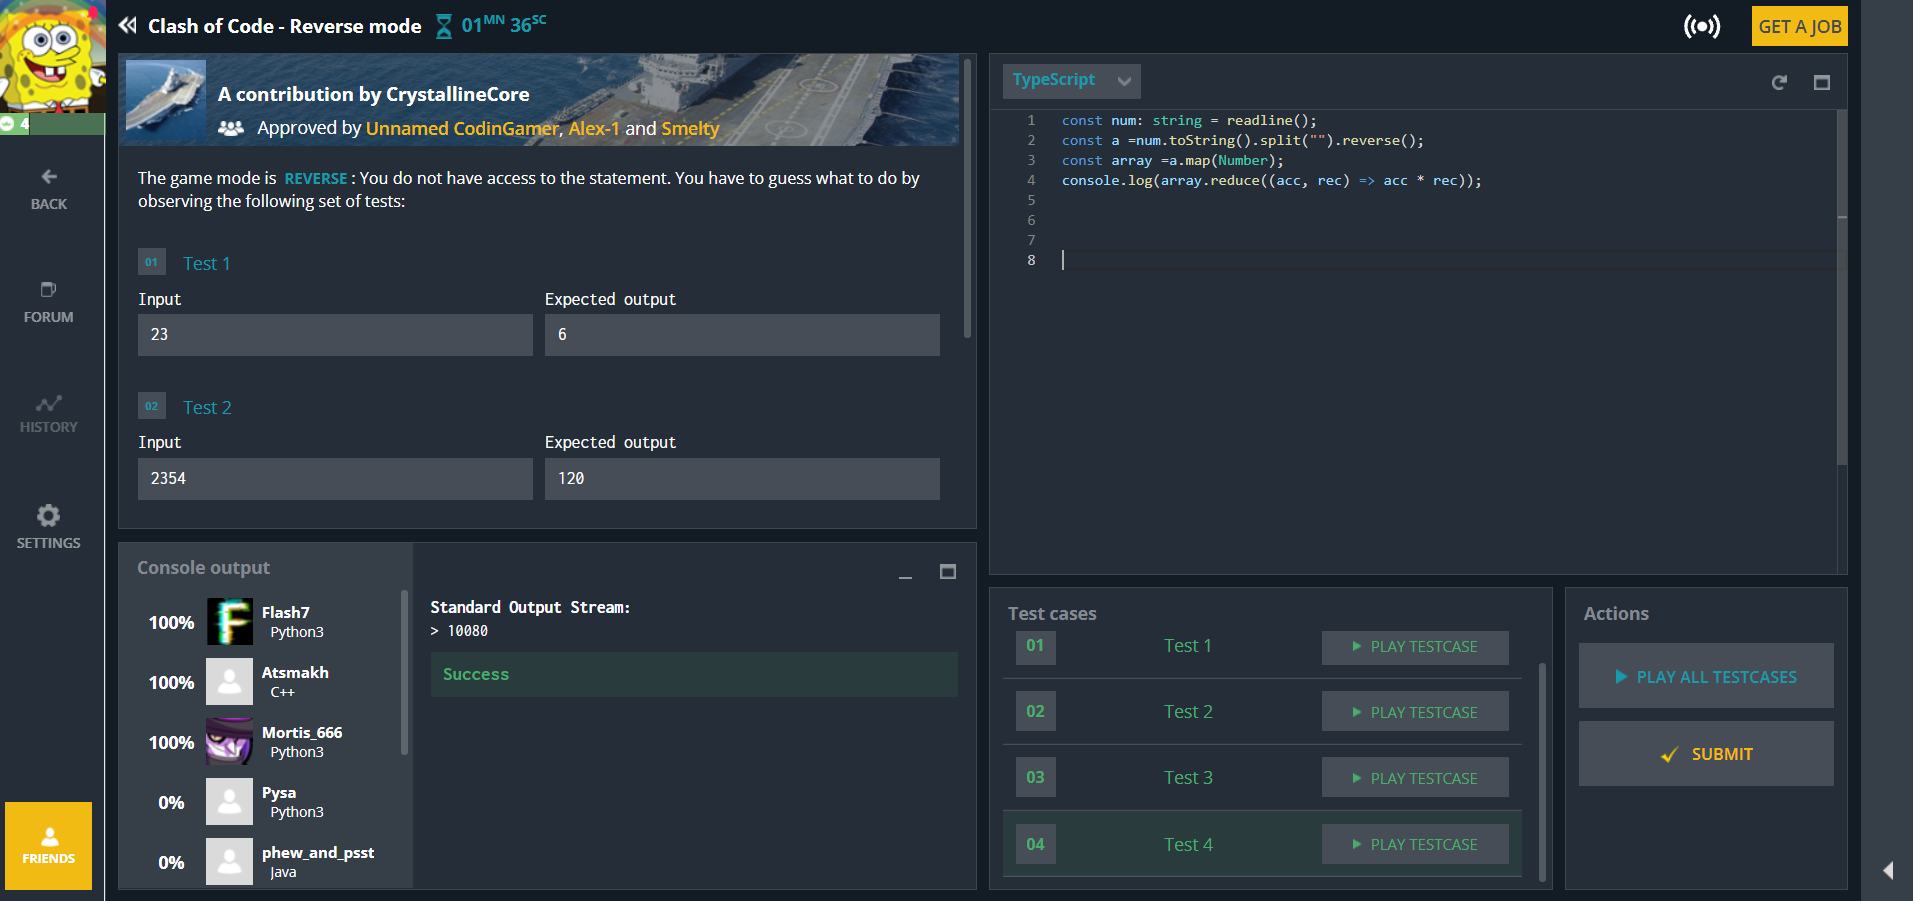 Clash of Code - Reverse mode 01MN 36SC
GET A JOB
4
BACK
FORUM
HISTORY
SETTINGS
FRIENDS
A contribution by CrystallineCore
Approved by Unnamed CodinGamer, Alex-1 and Smelty
The game mode is REVERSE : You do not have access to the statement. You have to guess what to do by
observing the following set of tests:
01 Test 1
Input Expected output
23 6
02 Test 2
Input Expected output
2354 120
Console output
100% Flash7
Python3
100% Atsmakh
C++
100% Mortis_666
Python3
0% Pysa
Python3
0% phew_and_psst
Java
Standard Output Stream:
> 10080
Success
TypeScript
1 const num: string = readline();
2 const a =num.toString().split("").reverse();
3 const array =a.map(Number);
4 console.log(array.reduce((acc, rec) => acc * rec));
5
6
7
8
Test cases
01 Test 1 PLAY TESTCASE
02 Test 2 PLAY TESTCASE
03 Test 3 PLAY TESTCASE
04 Test 4 PLAY TESTCASE
Actions
PLAY ALL TESTCASES
SUBMIT